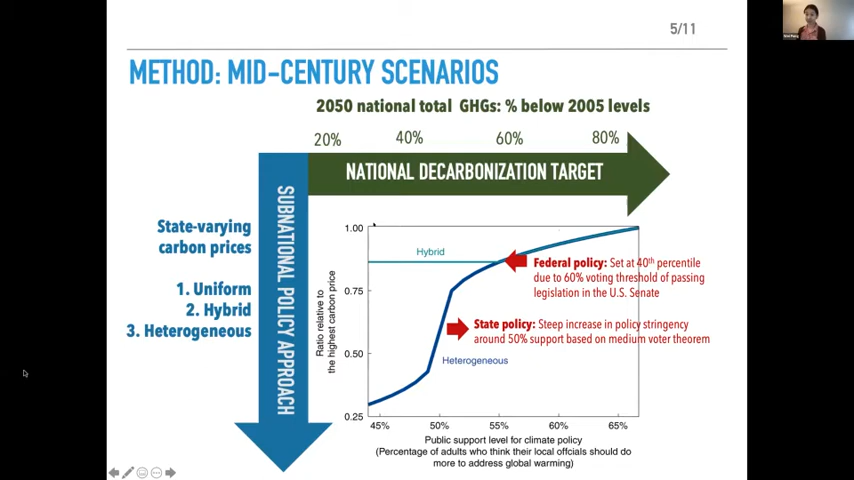 5/11
METHOD: MID-CENTURY SCENARIOS
2050 national total GHGs: % below 2005 levels
20% 40% 60% 80%
NATIONAL DECARBONIZATION TARGET
SUBNATIONAL POLICY APPROACH
State-varying
carbon prices
1. Uniform
2. Hybrid
3. Heterogeneous
1.00
0.75
0.50
0.25
Ratio relative to
the highest carbon price
Hybrid
Federal policy: Set at 40th percentile
due to 60% voting threshold of passing
legislation in the U.S. Senate
State policy: Steep increase in policy stringency
around 50% support based on medium voter theorem
Heterogeneous
45% 50% 55% 60% 65%
Public support level for climate policy
(Percentage of adults who think their local offcials should do
more to address global warming)